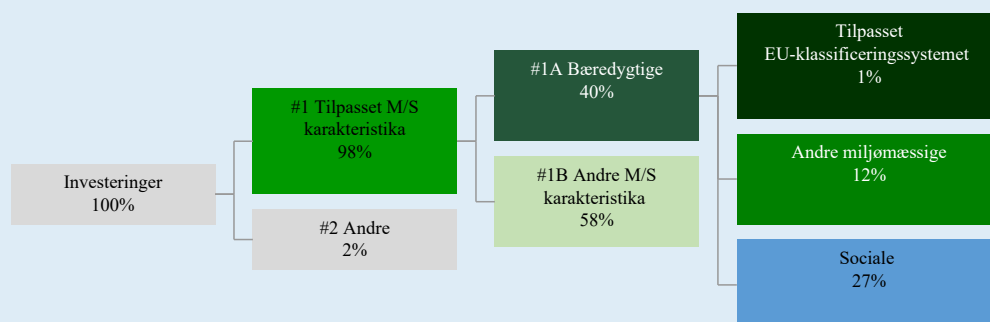 Investeringer
100%
#1 Tilpasset M/S
karakteristika
98%
#2 Andre
2%
#1A Bæredygtige
40%
#1B Andre M/S
karakteristika
58%
Tilpasset
EU-klassificeringssystemet
1%
Andre miljømæssige
12%
Sociale
27%